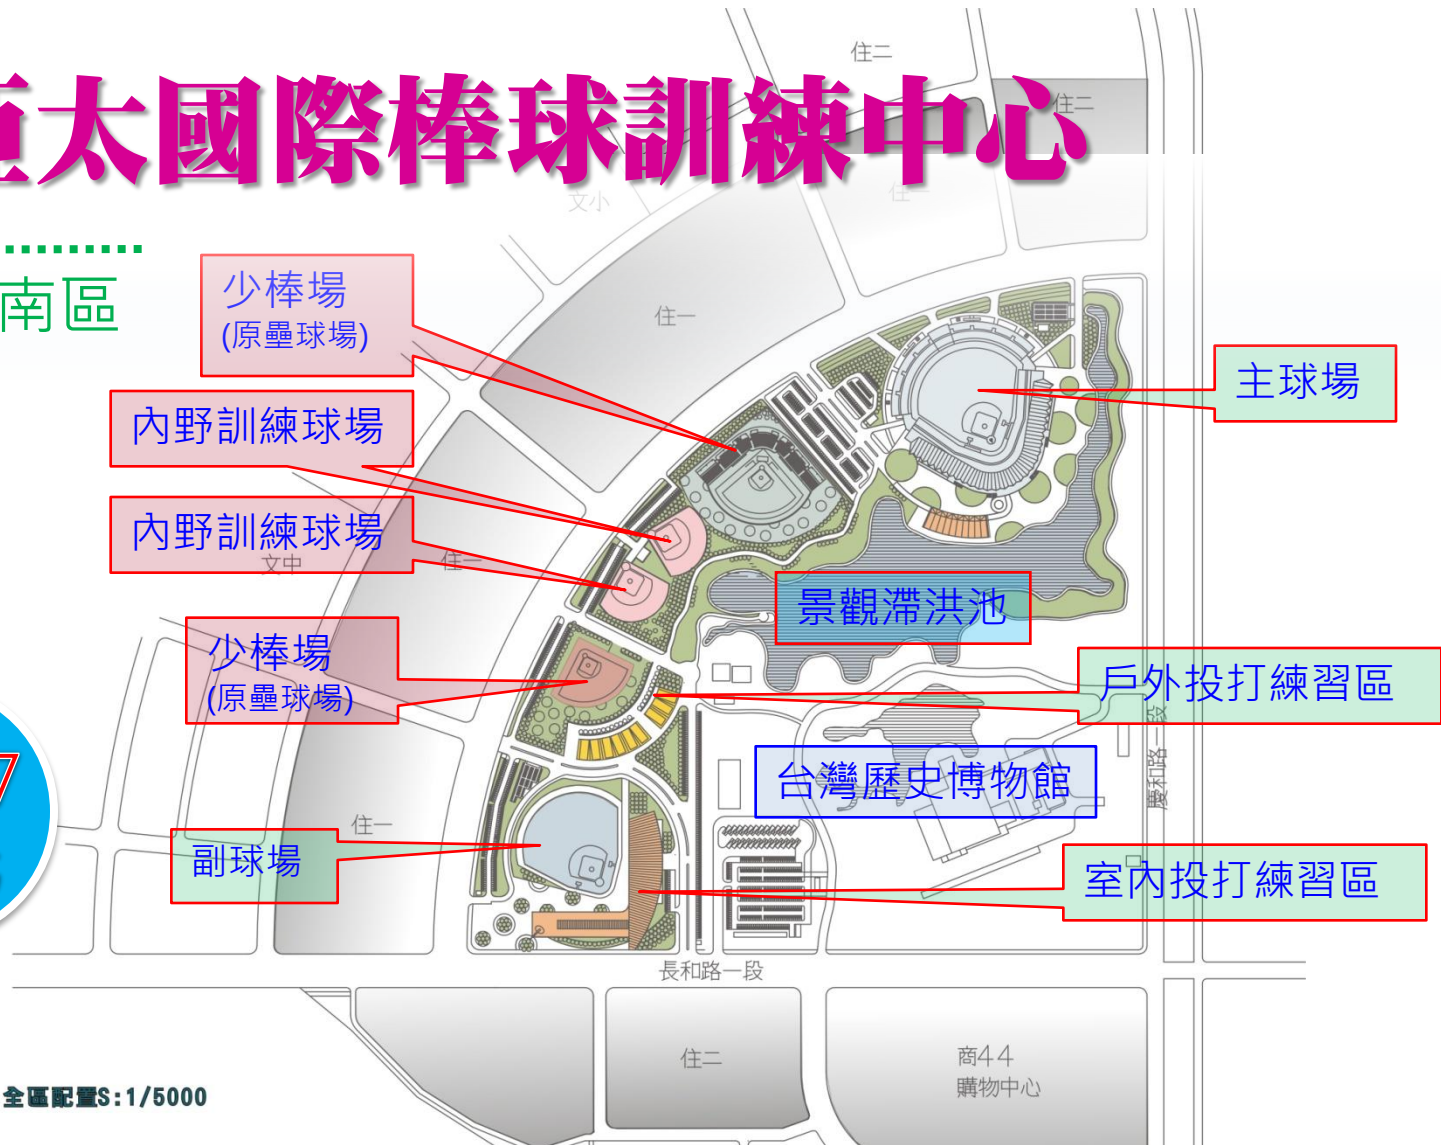 亞太國際棒球訓練中心
南區
住二
住二
文小
住一
少棒場
(原壘球場)
住一
主球場
內野訓練球場
內野訓練球場
文中
住一
景觀滯洪池
少棒場
(原壘球場)
戶外投打練習區
慶和路一段
台灣歷史博物館
住一
副球場
室內投打練習區
長和路一段
住二
商44
購物中心
全區配置S:1/5000